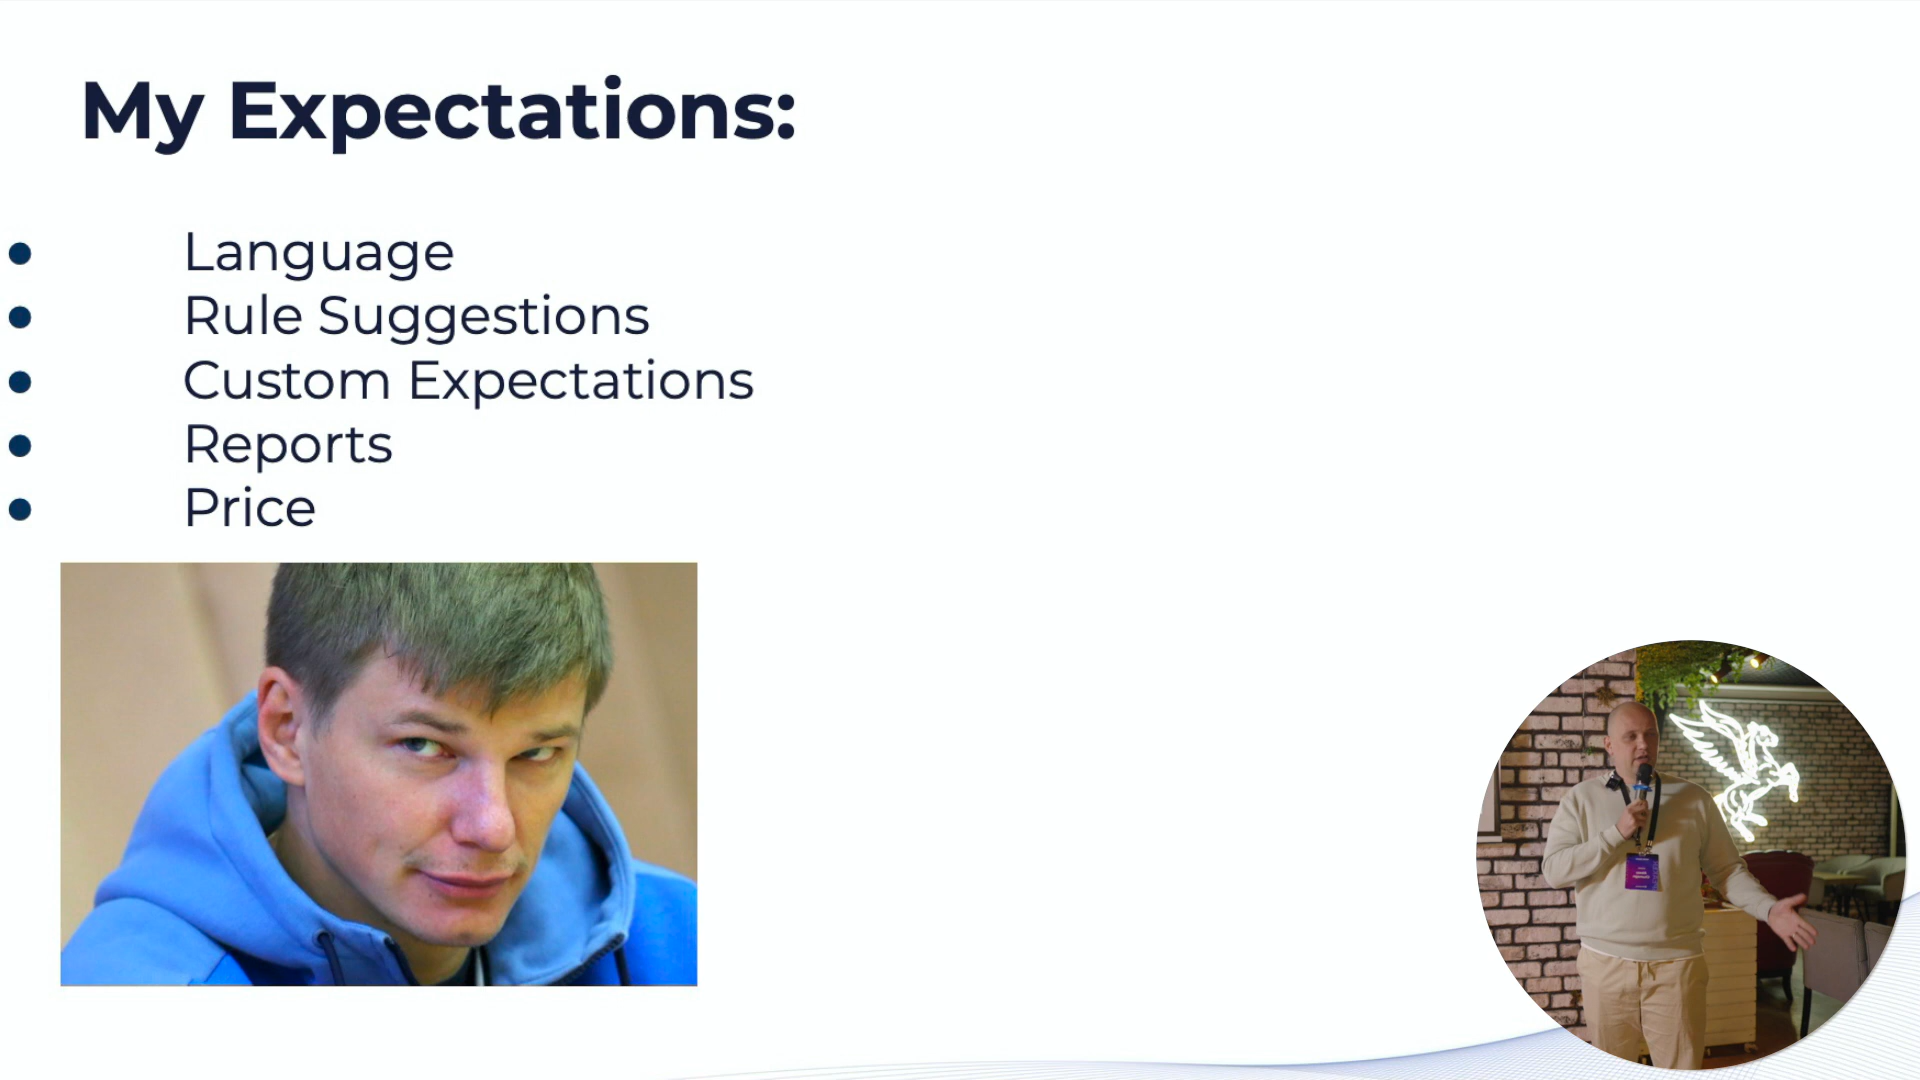 My Expectations:
Language
Rule Suggestions
Custom Expectations
Reports
Price